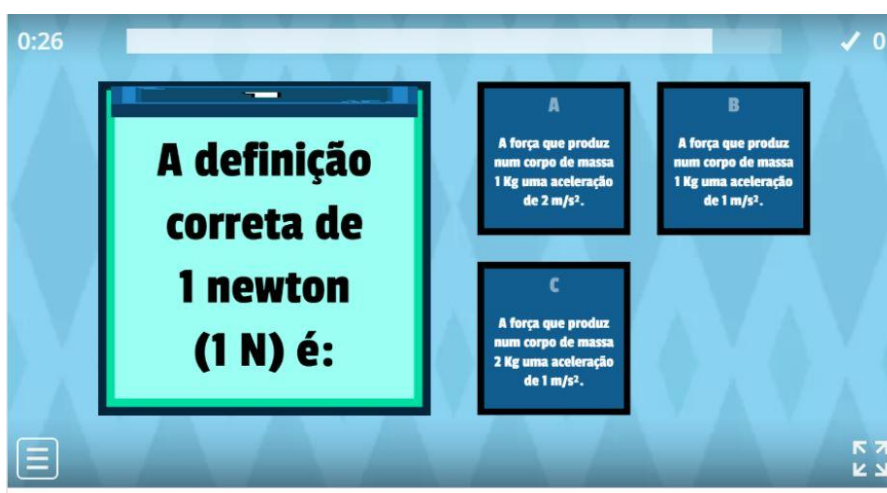 0:26
✓ 0
A definição
correta de
1 newton
(1 N) é:
A
A força que produz
num corpo de massa
1 Kg uma aceleração
de 2 m/s².
B
A força que produz
num corpo de massa
1 Kg uma aceleração
de 1 m/s².
C
A força que produz
num corpo de massa
2 Kg uma aceleração
de 1 m/s².